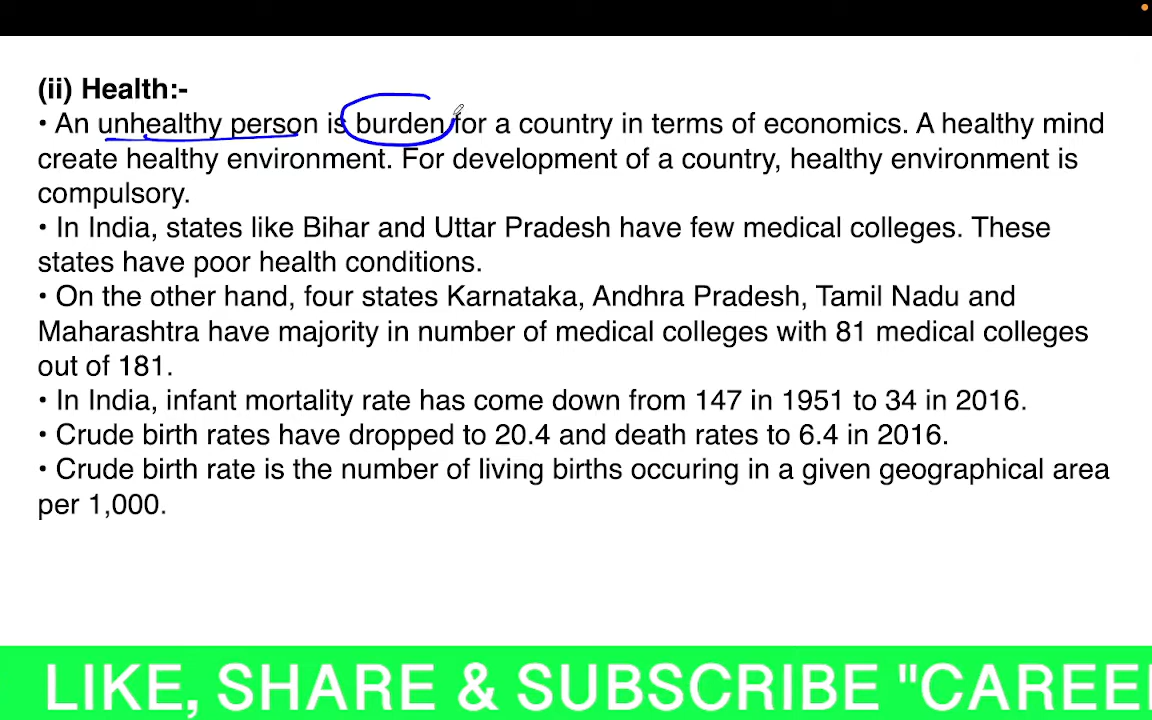 (ii) Health:-
• An unhealthy person is burden for a country in terms of economics. A healthy mind
create healthy environment. For development of a country, healthy environment is
compulsory.
• In India, states like Bihar and Uttar Pradesh have few medical colleges. These
states have poor health conditions.
• On the other hand, four states Karnataka, Andhra Pradesh, Tamil Nadu and
Maharashtra have majority in number of medical colleges with 81 medical colleges
out of 181.
• In India, infant mortality rate has come down from 147 in 1951 to 34 in 2016.
• Crude birth rates have dropped to 20.4 and death rates to 6.4 in 2016.
• Crude birth rate is the number of living births occuring in a given geographical area
per 1,000.
LIKE, SHARE & SUBSCRIBE "CAREE